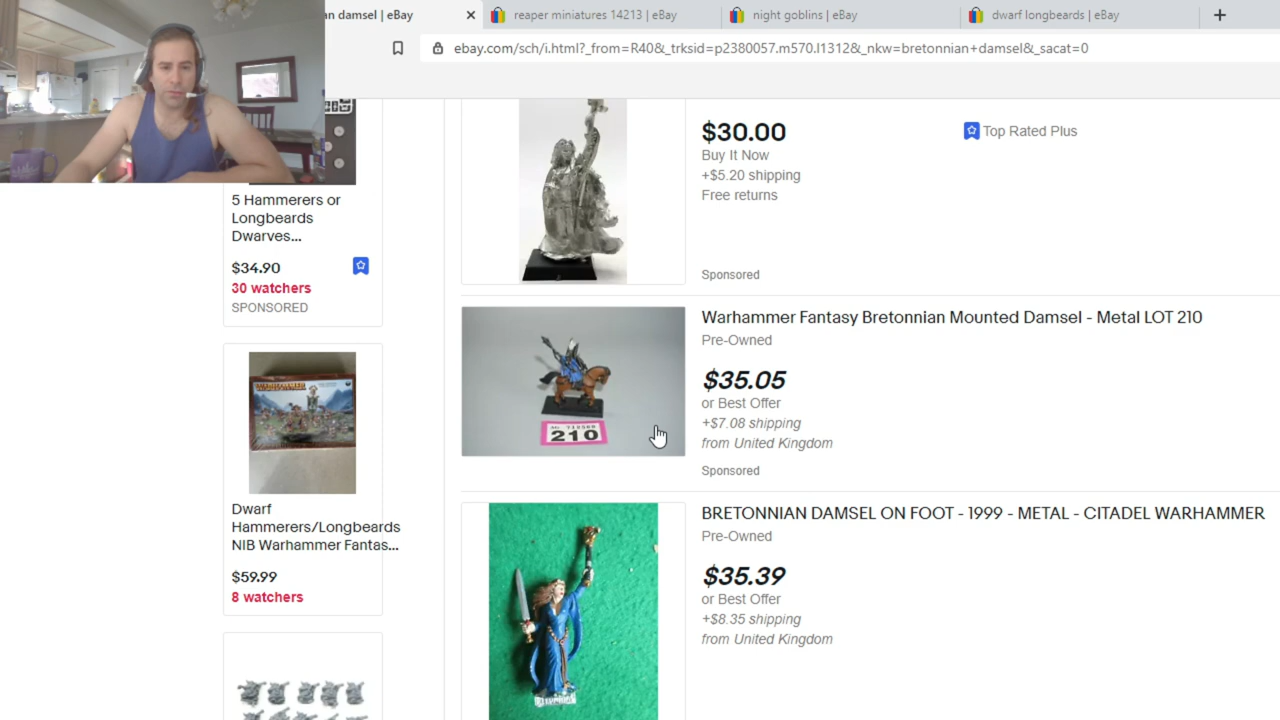 an damsel | eBay
reaper miniatures 14213 | eBay
night goblins | eBay
dwarf longbeards | eBay
ebay.com/sch/i.html?_from=R40&_trksid=p2380057.m570.l1312&_nkw=bretonnian+damsel&_sacat=0
5 Hammerers or
Longbeards
Dwarves...
$34.90
30 watchers
SPONSORED
Dwarf
Hammerers/Longbeards
NIB Warhammer Fantas...
$59.99
8 watchers
$30.00
Top Rated Plus
Buy It Now
+$5.20 shipping
Free returns
Sponsored
210
Warhammer Fantasy Bretonnian Mounted Damsel - Metal LOT 210
Pre-Owned
$35.05
or Best Offer
+$7.08 shipping
from United Kingdom
Sponsored
BRETONNIAN DAMSEL ON FOOT - 1999 - METAL - CITADEL WARHAMMER
Pre-Owned
$35.39
or Best Offer
+$8.35 shipping
from United Kingdom